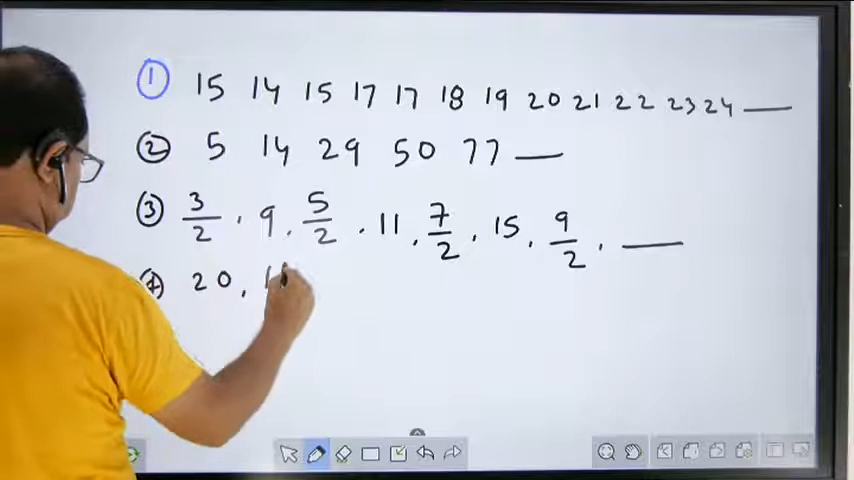 ① 15 14 15 17 17 18 19 20 21 22 23 24 ___
② 5 14 29 50 77 ___
③ 3/2, 9, 5/2, 11, 7/2, 15, 9/2, ___
④ 20,